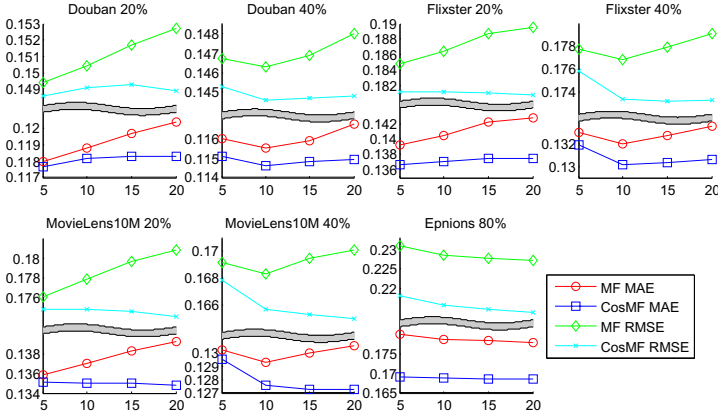 Douban 20%
0.153
0.152
0.151
0.15
0.149
0.12
0.119
0.118
0.117
5 10 15 20
Douban 40%
0.148
0.146
0.145
0.116
0.115
0.114
5 10 15 20
Flixster 20%
0.19
0.188
0.186
0.184
0.182
0.142
0.14
0.138
0.136
5 10 15 20
Flixster 40%
0.178
0.176
0.174
0.132
0.13
5 10 15 20
MovieLens10M 20%
0.18
0.178
0.176
0.138
0.136
0.134
5 10 15 20
MovieLens10M 40%
0.17
0.168
0.166
0.13
0.129
0.128
0.127
5 10 15 20
Epnions 80%
0.23
0.225
0.22
0.175
0.165
5 10 15 20
MF MAE
CosMF MAE
MF RMSE
CosMF RMSE